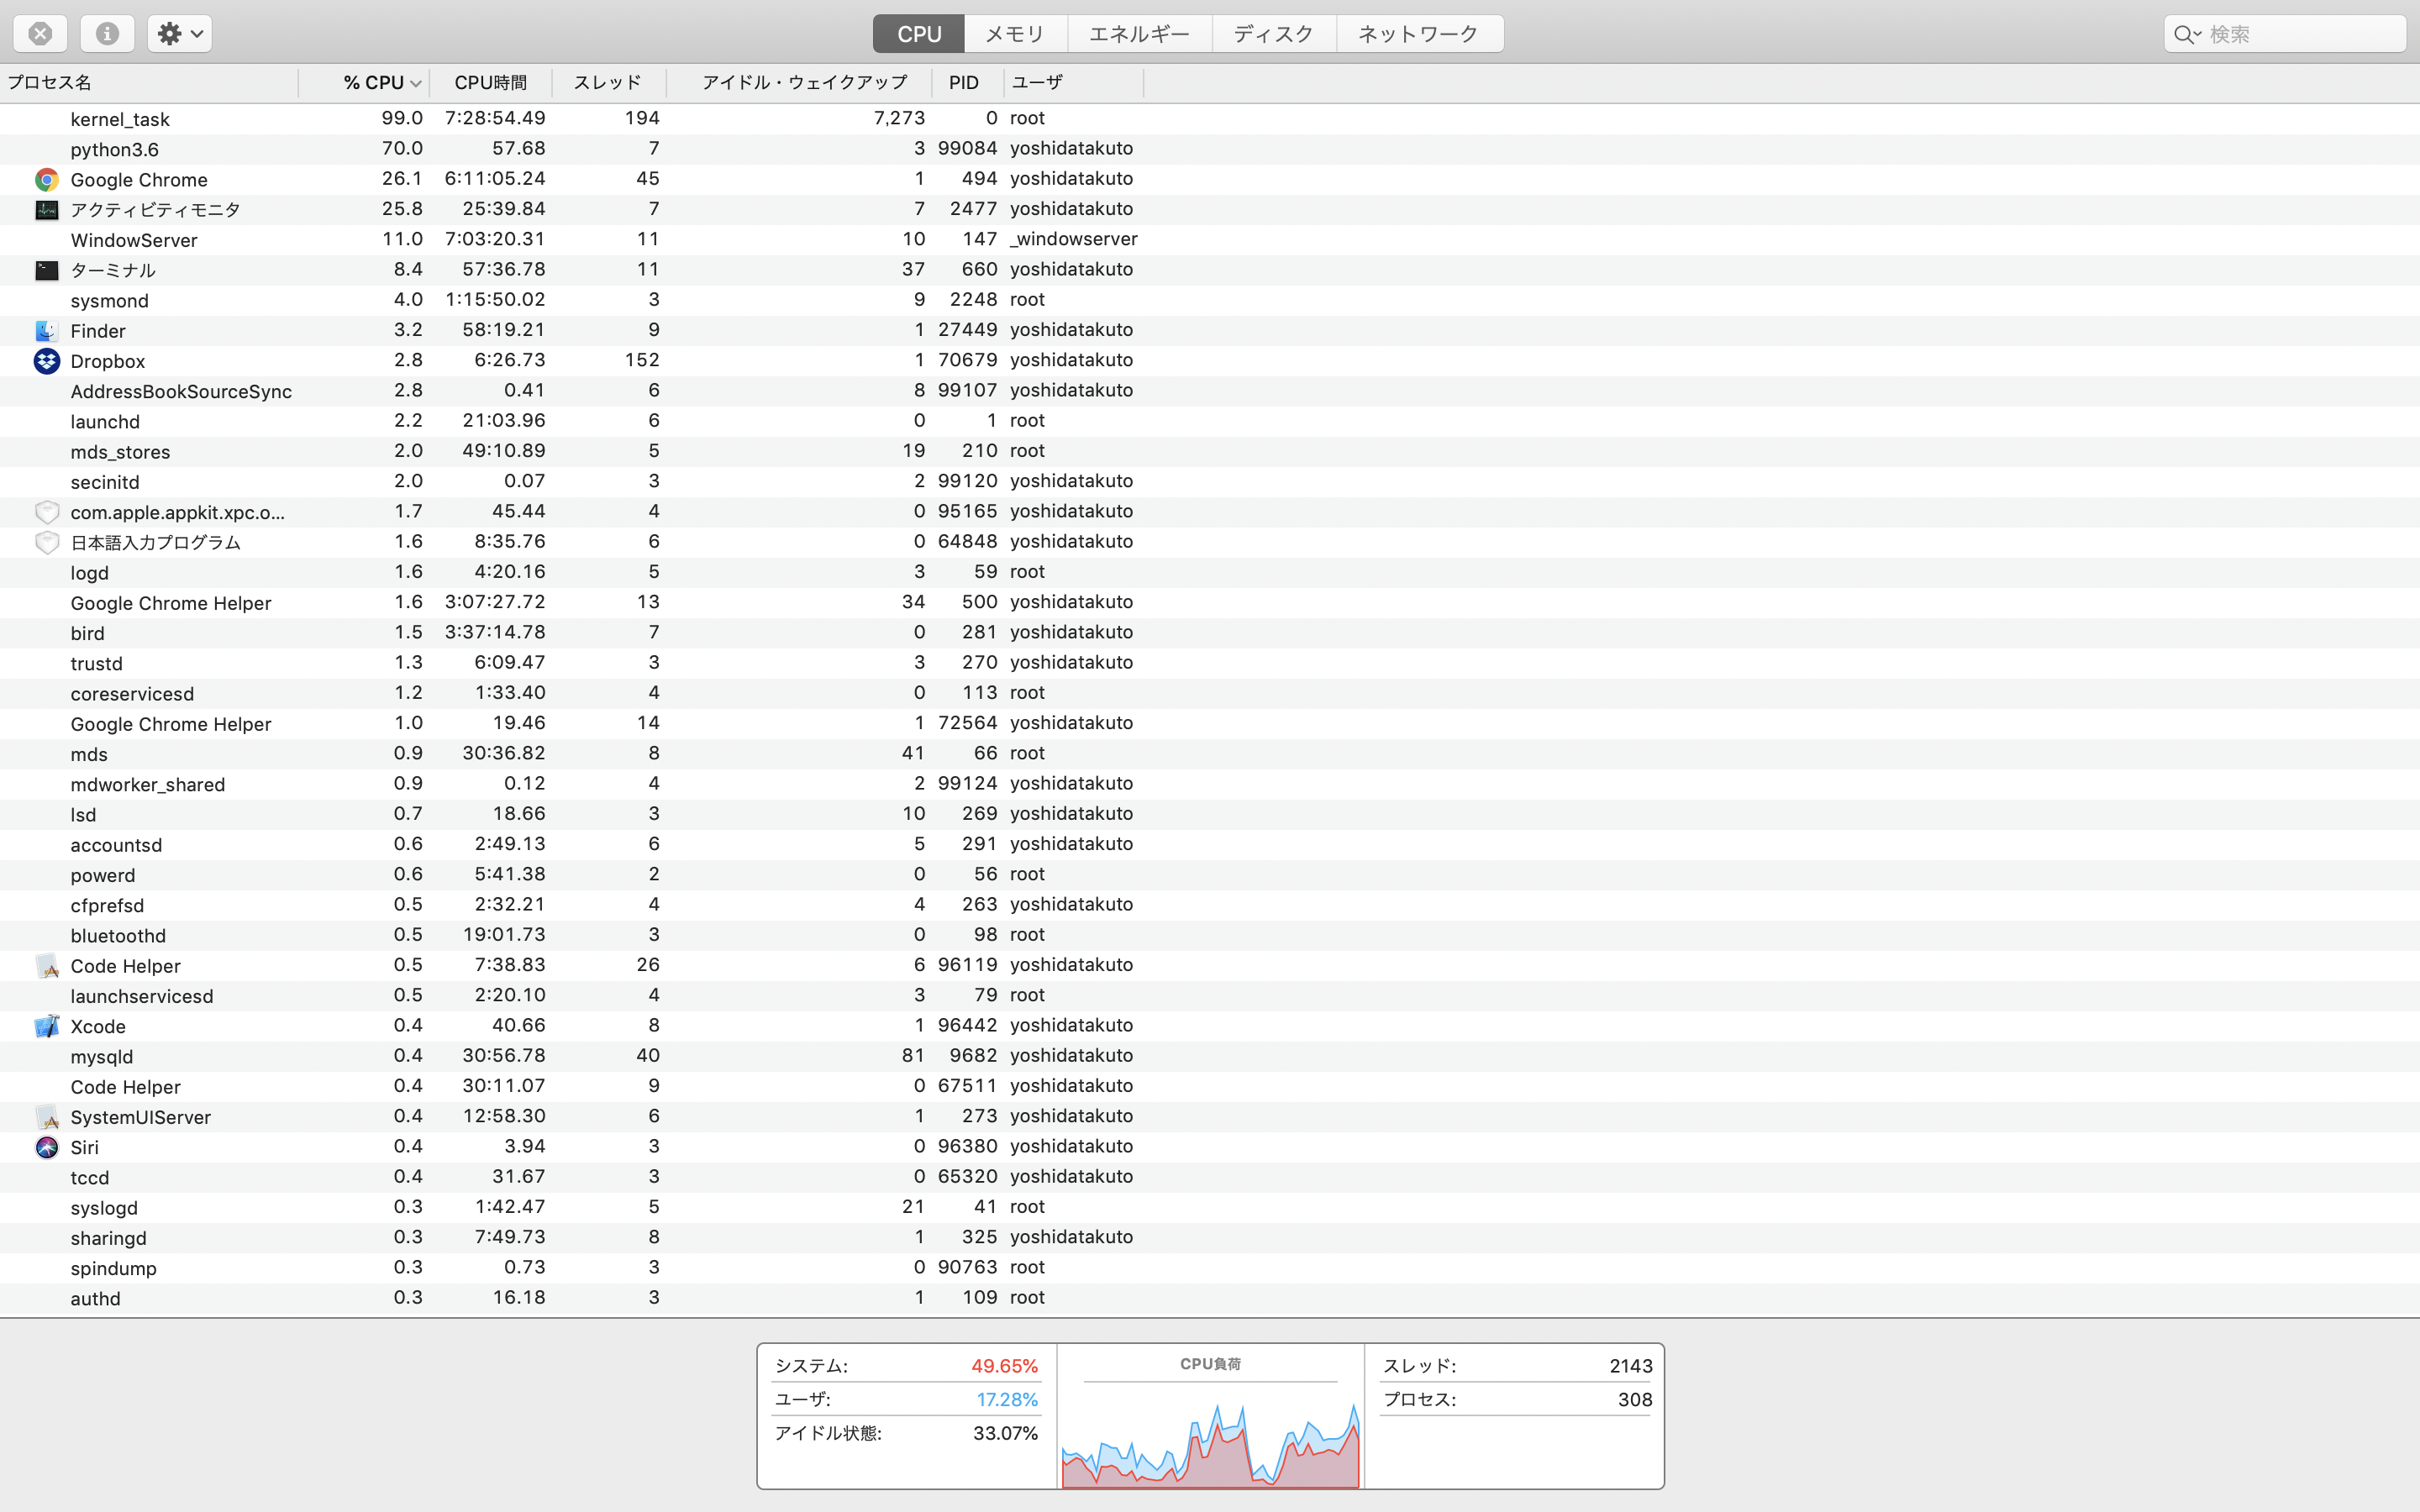 CPU メモリ エネルギー ディスク ネットワーク 検索
プロセス名 % CPU CPU時間 スレッド アイドル・ウェイクアップ PID ユーザ
kernel_task 99.0 7:28:54.49 194 7,273 0 root
python3.6 70.0 57.68 7 3 99084 yoshidatakuto
Google Chrome 26.1 6:11:05.24 45 1 494 yoshidatakuto
アクティビティモニタ 25.8 25:39.84 7 7 2477 yoshidatakuto
WindowServer 11.0 7:03:20.31 11 10 147 _windowserver
ターミナル 8.4 57:36.78 11 37 660 yoshidatakuto
sysmond 4.0 1:15:50.02 3 9 2248 root
Finder 3.2 58:19.21 9 1 27449 yoshidatakuto
Dropbox 2.8 6:26.73 152 1 70679 yoshidatakuto
AddressBookSourceSync 2.8 0.41 6 8 99107 yoshidatakuto
launchd 2.2 21:03.96 6 0 1 root
mds_stores 2.0 49:10.89 5 19 210 root
secinitd 2.0 0.07 3 2 99120 yoshidatakuto
com.apple.appkit.xpc.o... 1.7 45.44 4 0 95165 yoshidatakuto
日本語入力プログラム 1.6 8:35.76 6 0 64848 yoshidatakuto
logd 1.6 4:20.16 5 3 59 root
Google Chrome Helper 1.6 3:07:27.72 13 34 500 yoshidatakuto
bird 1.5 3:37:14.78 7 0 281 yoshidatakuto
trustd 1.3 6:09.47 3 3 270 yoshidatakuto
coreservicesd 1.2 1:33.40 4 0 113 root
Google Chrome Helper 1.0 19.46 14 1 72564 yoshidatakuto
mds 0.9 30:36.82 8 41 66 root
mdworker_shared 0.9 0.12 4 2 99124 yoshidatakuto
lsd 0.7 18.66 3 10 269 yoshidatakuto
accountsd 0.6 2:49.13 6 5 291 yoshidatakuto
powerd 0.6 5:41.38 2 0 56 root
cfprefsd 0.5 2:32.21 4 4 263 yoshidatakuto
bluetoothd 0.5 19:01.73 3 0 98 root
Code Helper 0.5 7:38.83 26 6 96119 yoshidatakuto
launchservicesd 0.5 2:20.10 4 3 79 root
Xcode 0.4 40.66 8 1 96442 yoshidatakuto
mysqld 0.4 30:56.78 40 81 9682 yoshidatakuto
Code Helper 0.4 30:11.07 9 0 67511 yoshidatakuto
SystemUIServer 0.4 12:58.30 6 1 273 yoshidatakuto
Siri 0.4 3.94 3 0 96380 yoshidatakuto
tccd 0.4 31.67 3 0 65320 yoshidatakuto
syslogd 0.3 1:42.47 5 21 41 root
sharingd 0.3 7:49.73 8 1 325 yoshidatakuto
spindump 0.3 0.73 3 0 90763 root
authd 0.3 16.18 3 1 109 root
システム: 49.65% CPU負荷 スレッド: 2143
ユーザ: 17.28% プロセス: 308
アイドル状態: 33.07%